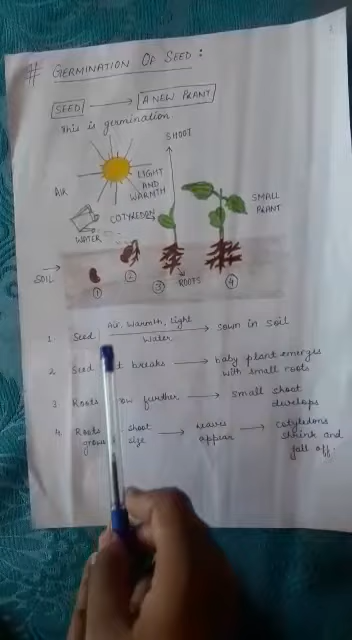 # GERMINATION OF SEED :
SEED → A NEW PLANT
This is germination
SHOOT
AIR
LIGHT AND WARMTH
COTYLEDON
SMALL PLANT
WATER
SOIL
ROOTS
1 2 3 4
1 Seed Air, Warmth, Light Water → sown in soil
2 Seed t breaks → baby plant emerges with small roots
3 Roots ow further → small shoot develops
4 Roots grow shoot size → leaves appear → cotyledons shrink and fall off.